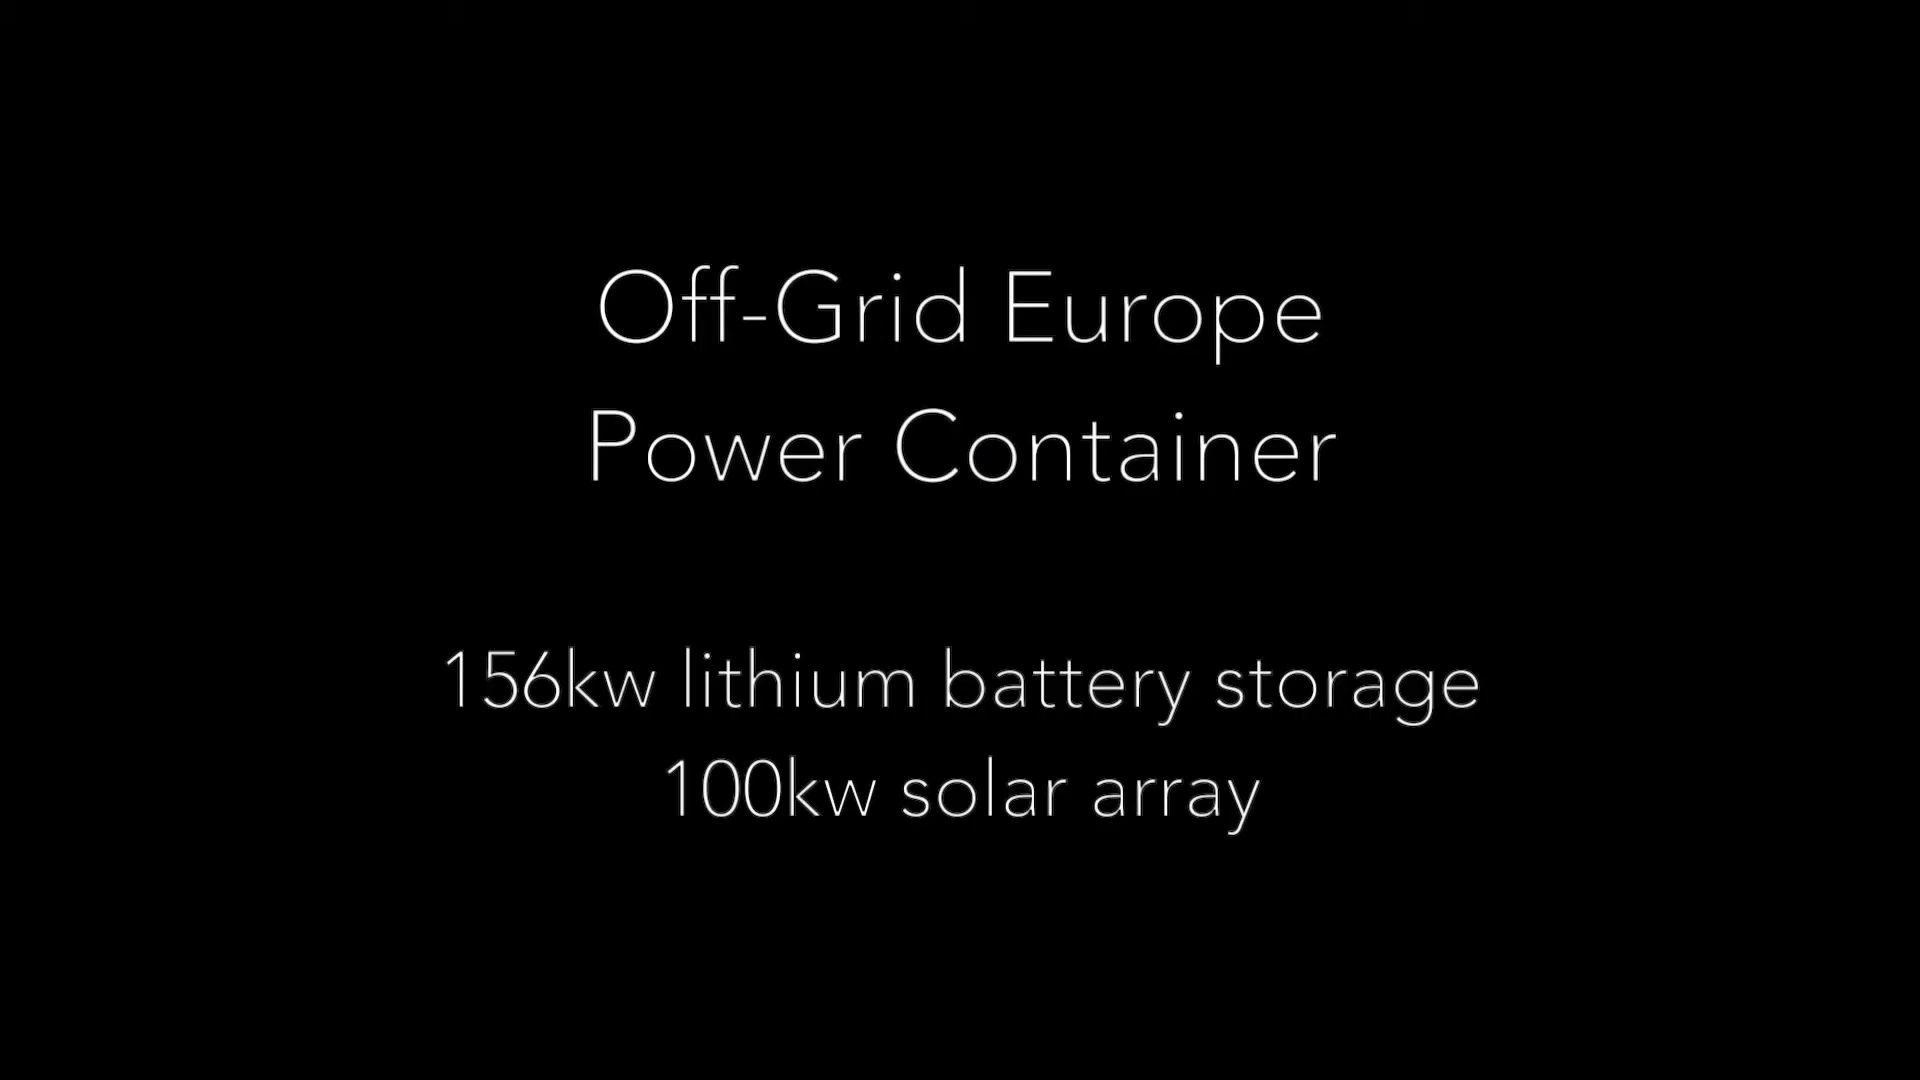 Off-Grid Europe
Power Container
156kw lithium battery storage
100kw solar array